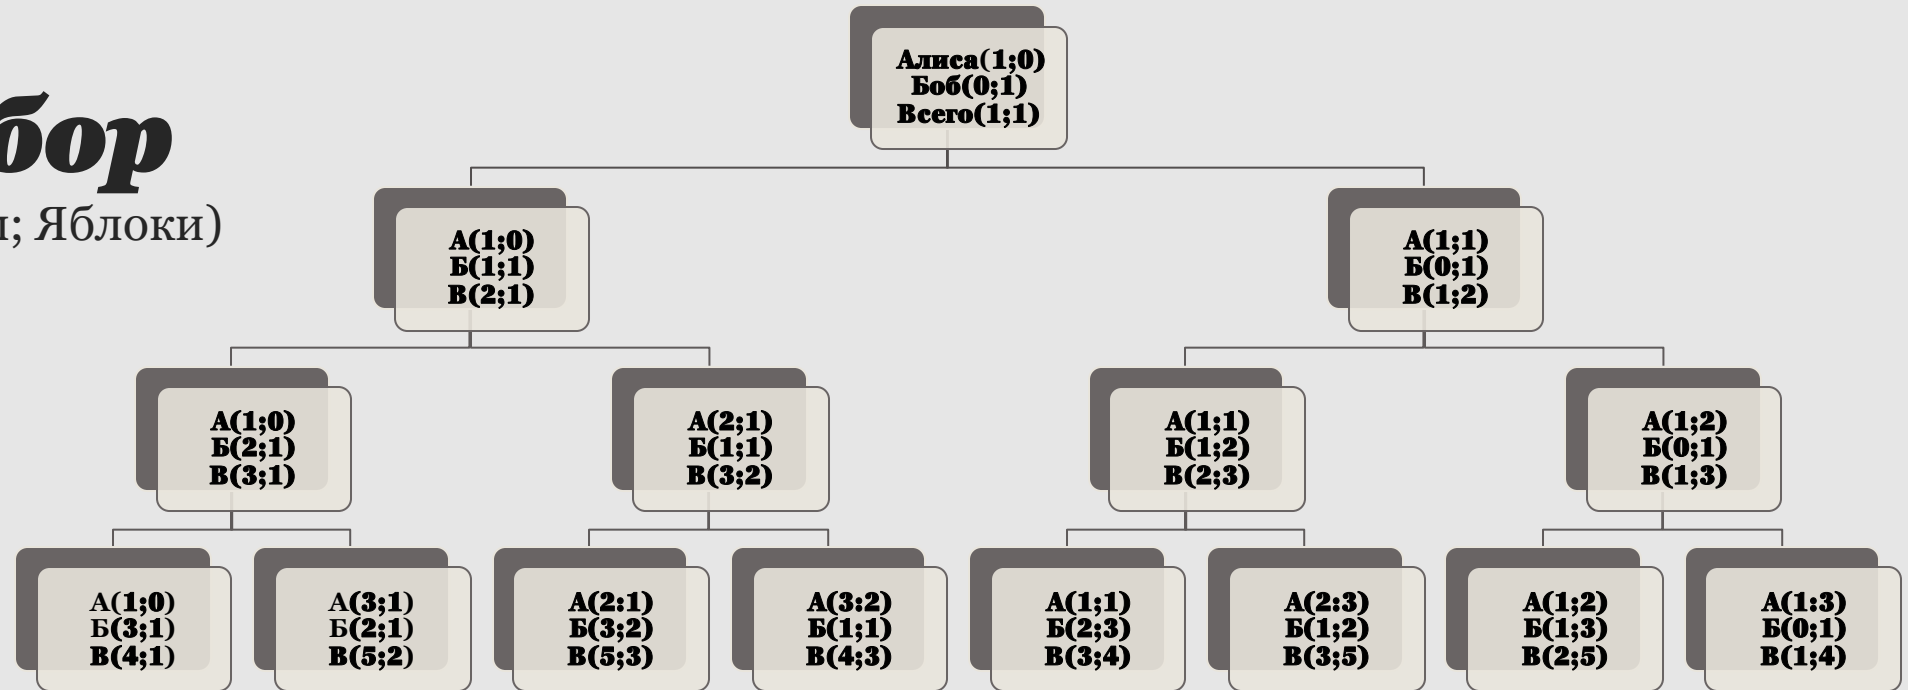 Алиса(1;0)
Боб(0;1)
Всего(1;1)
бор
; Яблоки)
А(1;0)
Б(1;1)
В(2;1)
А(1;1)
Б(0;1)
В(1;2)
А(1;0)
Б(2;1)
В(3;1)
А(2;1)
Б(1;1)
В(3;2)
А(1;1)
Б(1;2)
В(2;3)
А(1;2)
Б(0;1)
В(1;3)
А(1;0)
Б(3;1)
В(4;1)
А(3;1)
Б(2;1)
В(5;2)
А(2:1)
Б(3;2)
В(5;3)
А(3:2)
Б(1;1)
В(4;3)
А(1;1)
Б(2;3)
В(3;4)
А(2:3)
Б(1;2)
В(3;5)
А(1;2)
Б(1;3)
В(2;5)
А(1:3)
Б(0;1)
В(1;4)